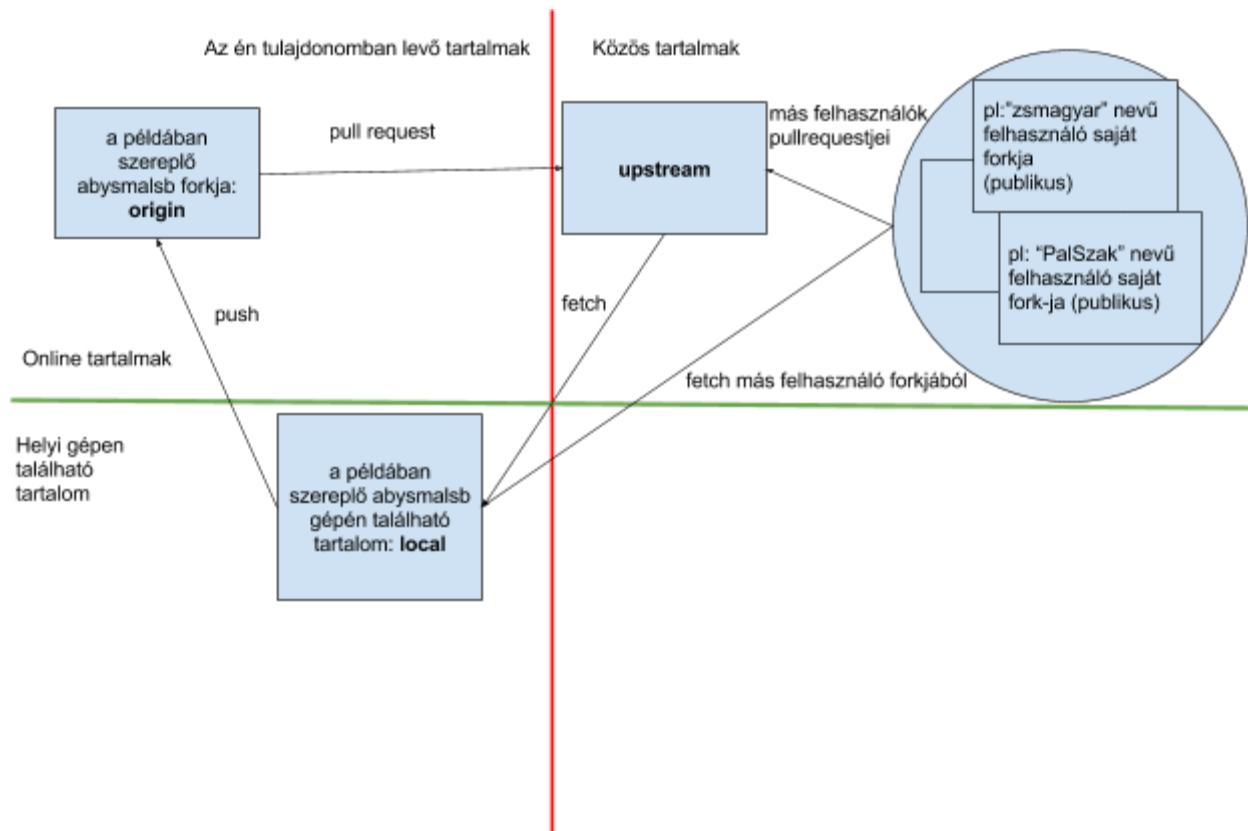 Az én tulajdonomban levő tartalmak
Közös tartalmak
a példában
szereplő
abysmalsb forkja:
origin
pull request
upstream
más felhasználók
pullrequestjei
pl:"zsmagyar" nevű
felhasználó saját
forkja
(publikus)
pl: "PalSzak" nevű
felhasználó saját
fork-ja (publikus)
push
fetch
Online tartalmak
fetch más felhasználó forkjából
Helyi gépen
található
tartalom
a példában
szereplő abysmalsb
gépén található
tartalom: local